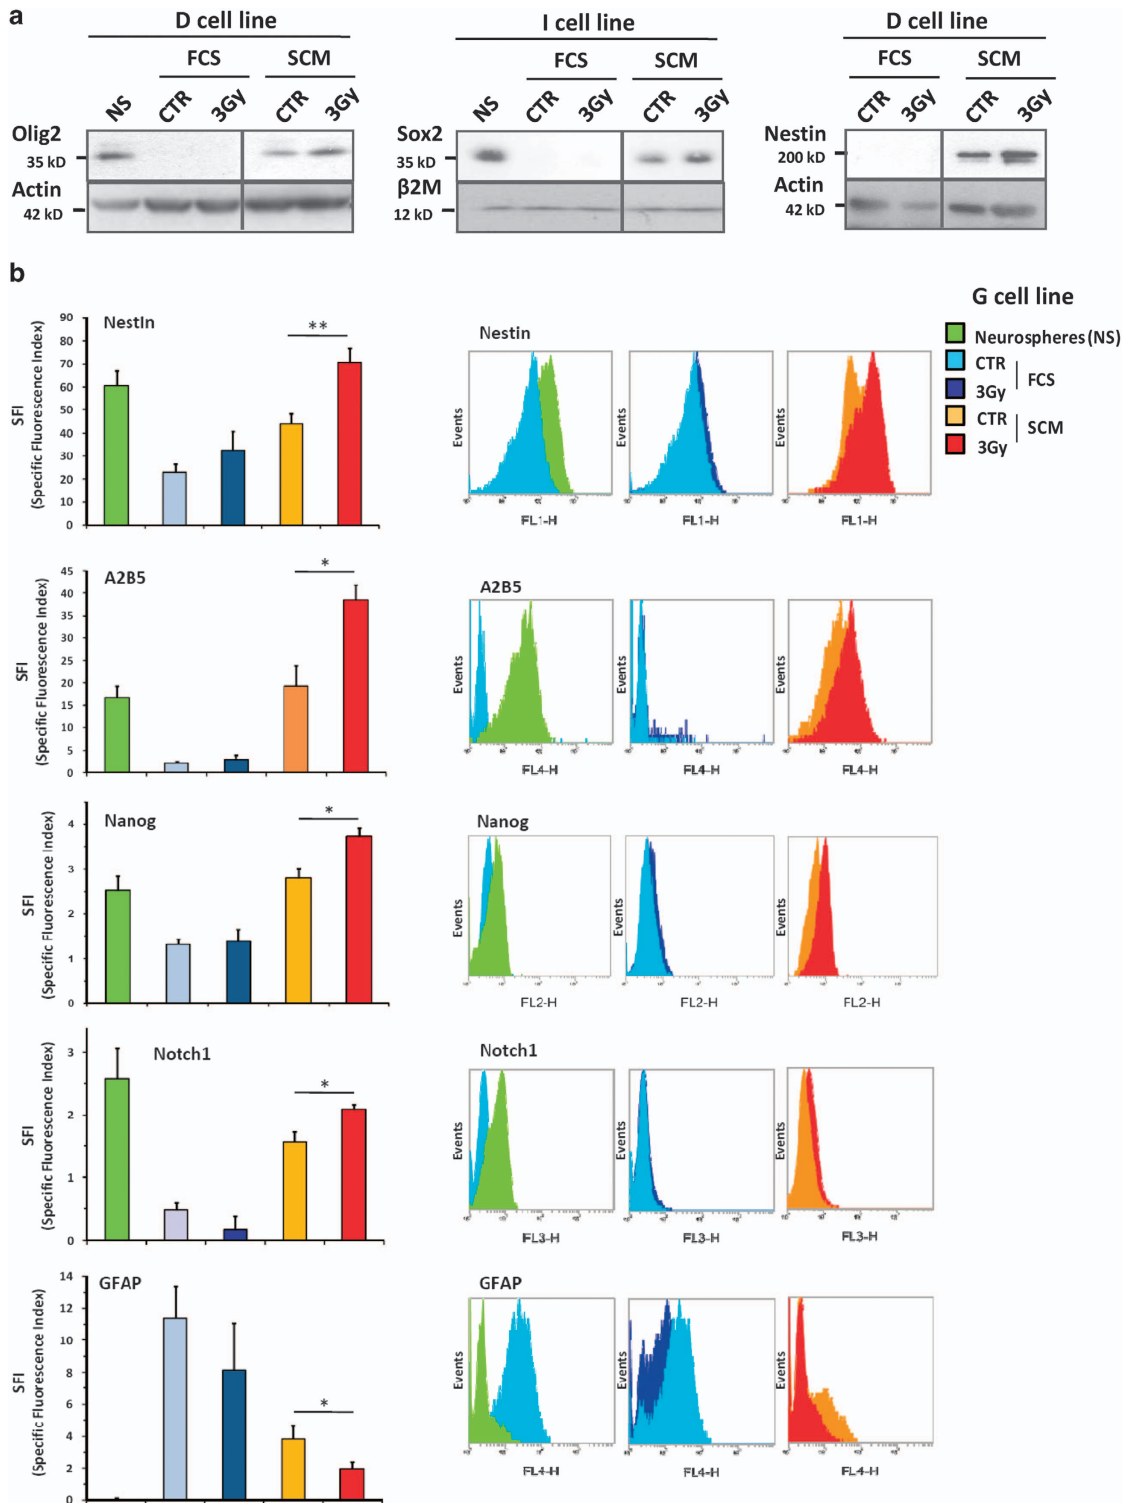 a
D cell line
I cell line
D cell line
FCS SCM
FCS SCM
FCS SCM
NS CTR 3Gy CTR 3Gy
NS CTR 3Gy CTR 3Gy
CTR 3Gy CTR 3Gy
Olig2
35 kD
Actin
42 kD
Sox2
35 kD
β2M
12 kD
Nestin
200 kD
Actin
42 kD
b
G cell line
Neurospheres (NS)
CTR
3Gy
FCS
CTR
3Gy
SCM
Nestin
SFI
(Specific Fluorescence Index)
90
80
70
60
50
40
30
20
10
0
**
Nestin
Events
FL1-H
Events
FL1-H
Events
FL1-H
A2B5
SFI
(Specific Fluorescence Index)
45
40
35
30
25
20
15
10
5
0
*
A2B5
Events
FL4-H
Events
FL4-H
Events
FL4-H
Nanog
SFI
(Specific Fluorescence Index)
4
3
2
1
0
*
Nanog
Events
FL2-H
Events
FL2-H
Events
FL2-H
Notch1
SFI
(Specific Fluorescence Index)
3
2
1
0
*
Notch1
Events
FL3-H
Events
FL3-H
Events
FL3-H
GFAP
SFI
(Specific Fluorescence Index)
14
12
10
8
6
4
2
0
*
GFAP
Events
FL4-H
Events
FL4-H
Events
FL4-H